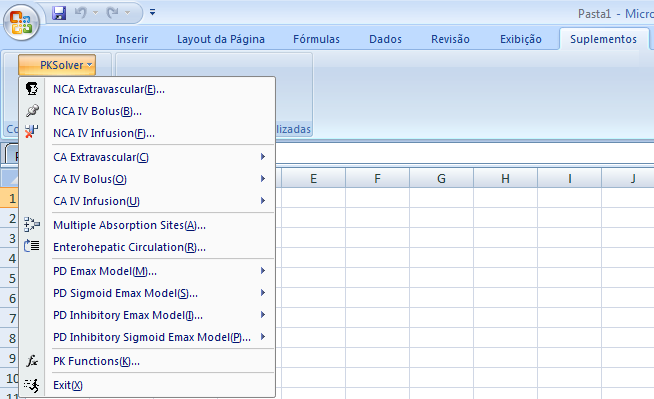 Pasta1 - Micro
Início Inserir Layout da Página Fórmulas Dados Revisão Exibição Suplementos
PKSolver
NCA Extravascular(E)...
NCA IV Bolus(B)...
NCA IV Infusion(F)...
lizadas
CA Extravascular(C)
CA IV Bolus(O)
CA IV Infusion(U)
Multiple Absorption Sites(A)...
Enterohepatic Circulation(R)...
PD Emax Model(M)...
PD Sigmoid Emax Model(S)...
PD Inhibitory Emax Model(I)...
PD Inhibitory Sigmoid Emax Model(P)...
fx PK Functions(K)...
Exit(X)
E F G H I J
1
2
3
4
5
6
7
8
9
10
11